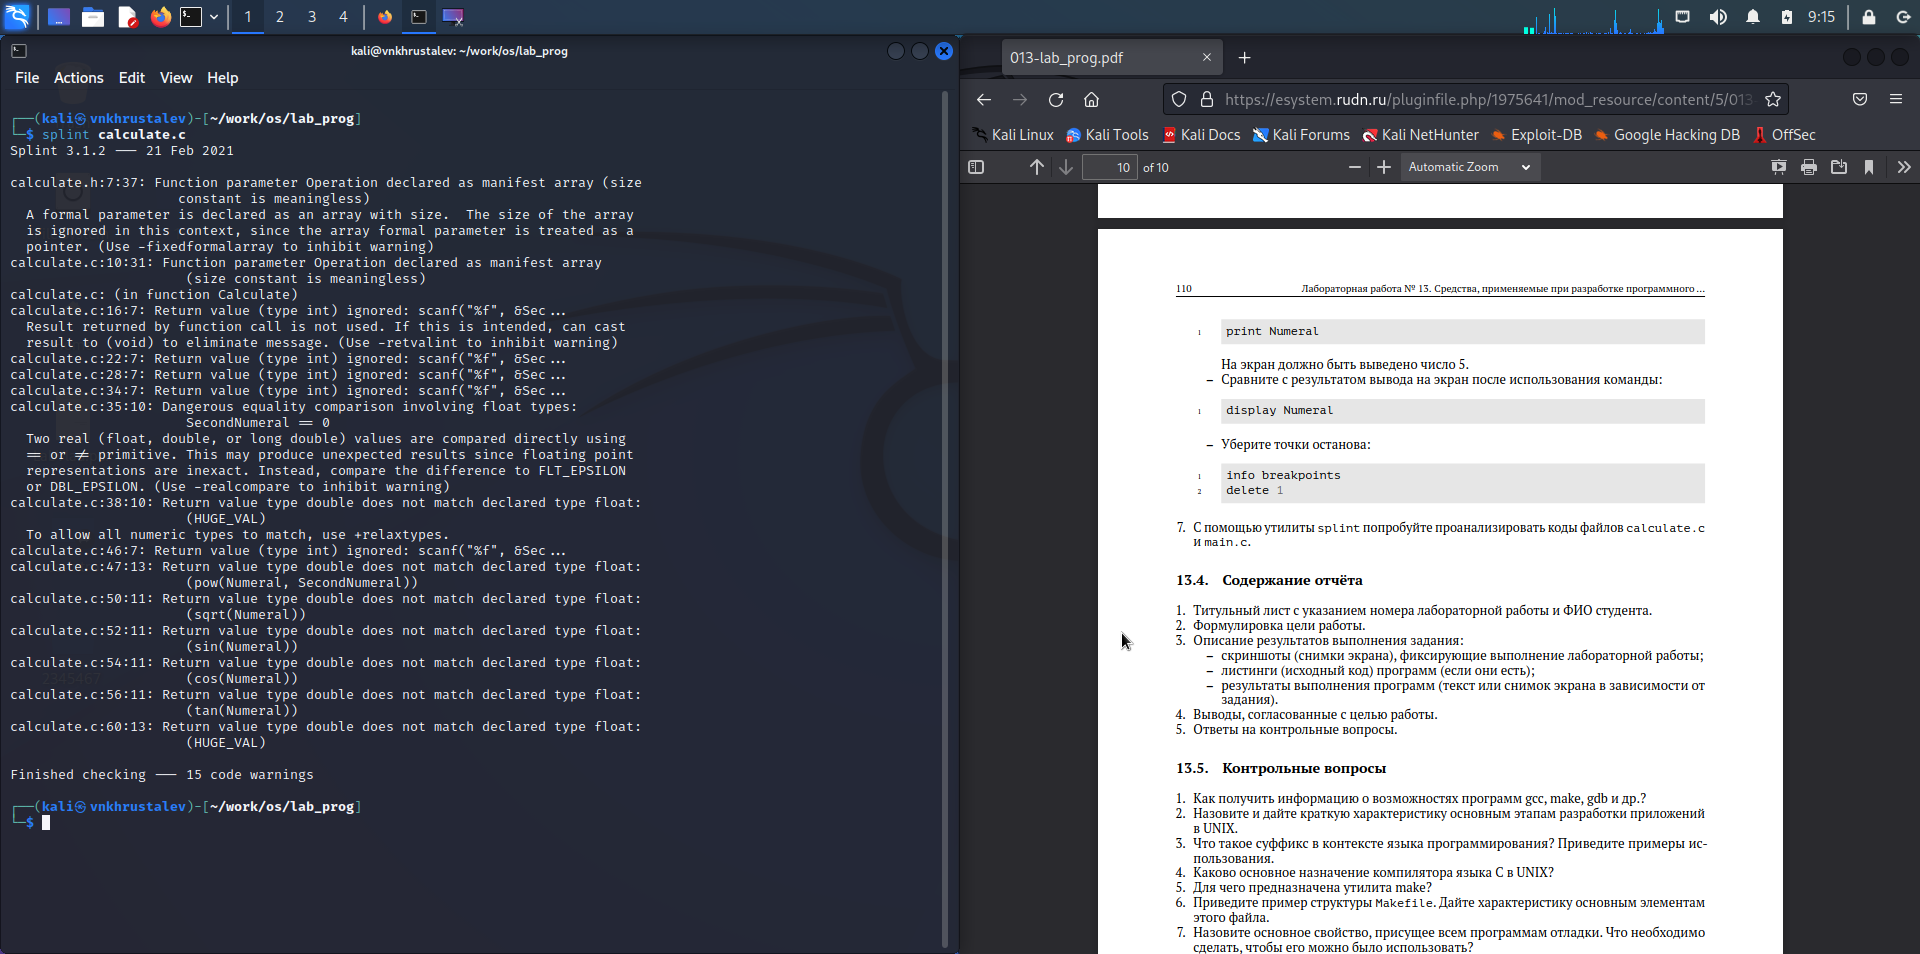 1 2 3 4
9:15
kali@vnkhrustalev: ~/work/os/lab_prog
File Actions Edit View Help
┌──(kali㉿vnkhrustalev)-[~/work/os/lab_prog]
└─$ splint calculate.c
Splint 3.1.2 --- 21 Feb 2021
calculate.h:7:37: Function parameter Operation declared as manifest array (size
constant is meaningless)
A formal parameter is declared as an array with size.  The size of the array
is ignored in this context, since the array formal parameter is treated as a
pointer. (Use -fixedformalarray to inhibit warning)
calculate.c:10:31: Function parameter Operation declared as manifest array
(size constant is meaningless)
calculate.c: (in function Calculate)
calculate.c:16:7: Return value (type int) ignored: scanf("%f", &Sec...
Result returned by function call is not used. If this is intended, can cast
result to (void) to eliminate message. (Use -retvalint to inhibit warning)
calculate.c:22:7: Return value (type int) ignored: scanf("%f", &Sec...
calculate.c:28:7: Return value (type int) ignored: scanf("%f", &Sec...
calculate.c:34:7: Return value (type int) ignored: scanf("%f", &Sec...
calculate.c:35:10: Dangerous equality comparison involving float types:
SecondNumeral == 0
Two real (float, double, or long double) values are compared directly using
== or != primitive. This may produce unexpected results since floating point
representations are inexact. Instead, compare the difference to FLT_EPSILON
or DBL_EPSILON. (Use -realcompare to inhibit warning)
calculate.c:38:10: Return value type double does not match declared type float:
(HUGE_VAL)
To allow all numeric types to match, use +relaxtypes.
calculate.c:46:7: Return value (type int) ignored: scanf("%f", &Sec...
calculate.c:47:13: Return value type double does not match declared type float:
(pow(Numeral, SecondNumeral))
calculate.c:50:11: Return value type double does not match declared type float:
(sqrt(Numeral))
calculate.c:52:11: Return value type double does not match declared type float:
(sin(Numeral))
calculate.c:54:11: Return value type double does not match declared type float:
(cos(Numeral))
calculate.c:56:11: Return value type double does not match declared type float:
(tan(Numeral))
calculate.c:60:13: Return value type double does not match declared type float:
(HUGE_VAL)
Finished checking --- 15 code warnings
┌──(kali㉿vnkhrustalev)-[~/work/os/lab_prog]
└─$
013-lab_prog.pdf
https://esystem.rudn.ru/pluginfile.php/1975641/mod_resource/content/5/013-
Kali Linux Kali Tools Kali Docs Kali Forums Kali NetHunter Exploit-DB Google Hacking DB OffSec
10 of 10 Automatic Zoom
110 Лабораторная работа № 13. Средства, применяемые при разработке программного ...
1 print Numeral
На экран должно быть выведено число 5.
– Сравните с результатом вывода на экран после использования команды:
1 display Numeral
– Уберите точки останова:
1 info breakpoints
2 delete 1
7. С помощью утилиты splint попробуйте проанализировать коды файлов calculate.c
и main.c.
13.4. Содержание отчёта
1. Титульный лист с указанием номера лабораторной работы и ФИО студента.
2. Формулировка цели работы.
3. Описание результатов выполнения задания:
– скриншоты (снимки экрана), фиксирующие выполнение лабораторной работы;
– листинги (исходный код) программ (если они есть);
– результаты выполнения программ (текст или снимок экрана в зависимости от
задания).
4. Выводы, согласованные с целью работы.
5. Ответы на контрольные вопросы.
13.5. Контрольные вопросы
1. Как получить информацию о возможностях программ gcc, make, gdb и др.?
2. Назовите и дайте краткую характеристику основным этапам разработки приложений
в UNIX.
3. Что такое суффикс в контексте языка программирования? Приведите примеры ис-
пользования.
4. Каково основное назначение компилятора языка С в UNIX?
5. Для чего предназначена утилита make?
6. Приведите пример структуры Makefile. Дайте характеристику основным элементам
этого файла.
7. Назовите основное свойство, присущее всем программам отладки. Что необходимо
сделать, чтобы его можно было использовать?